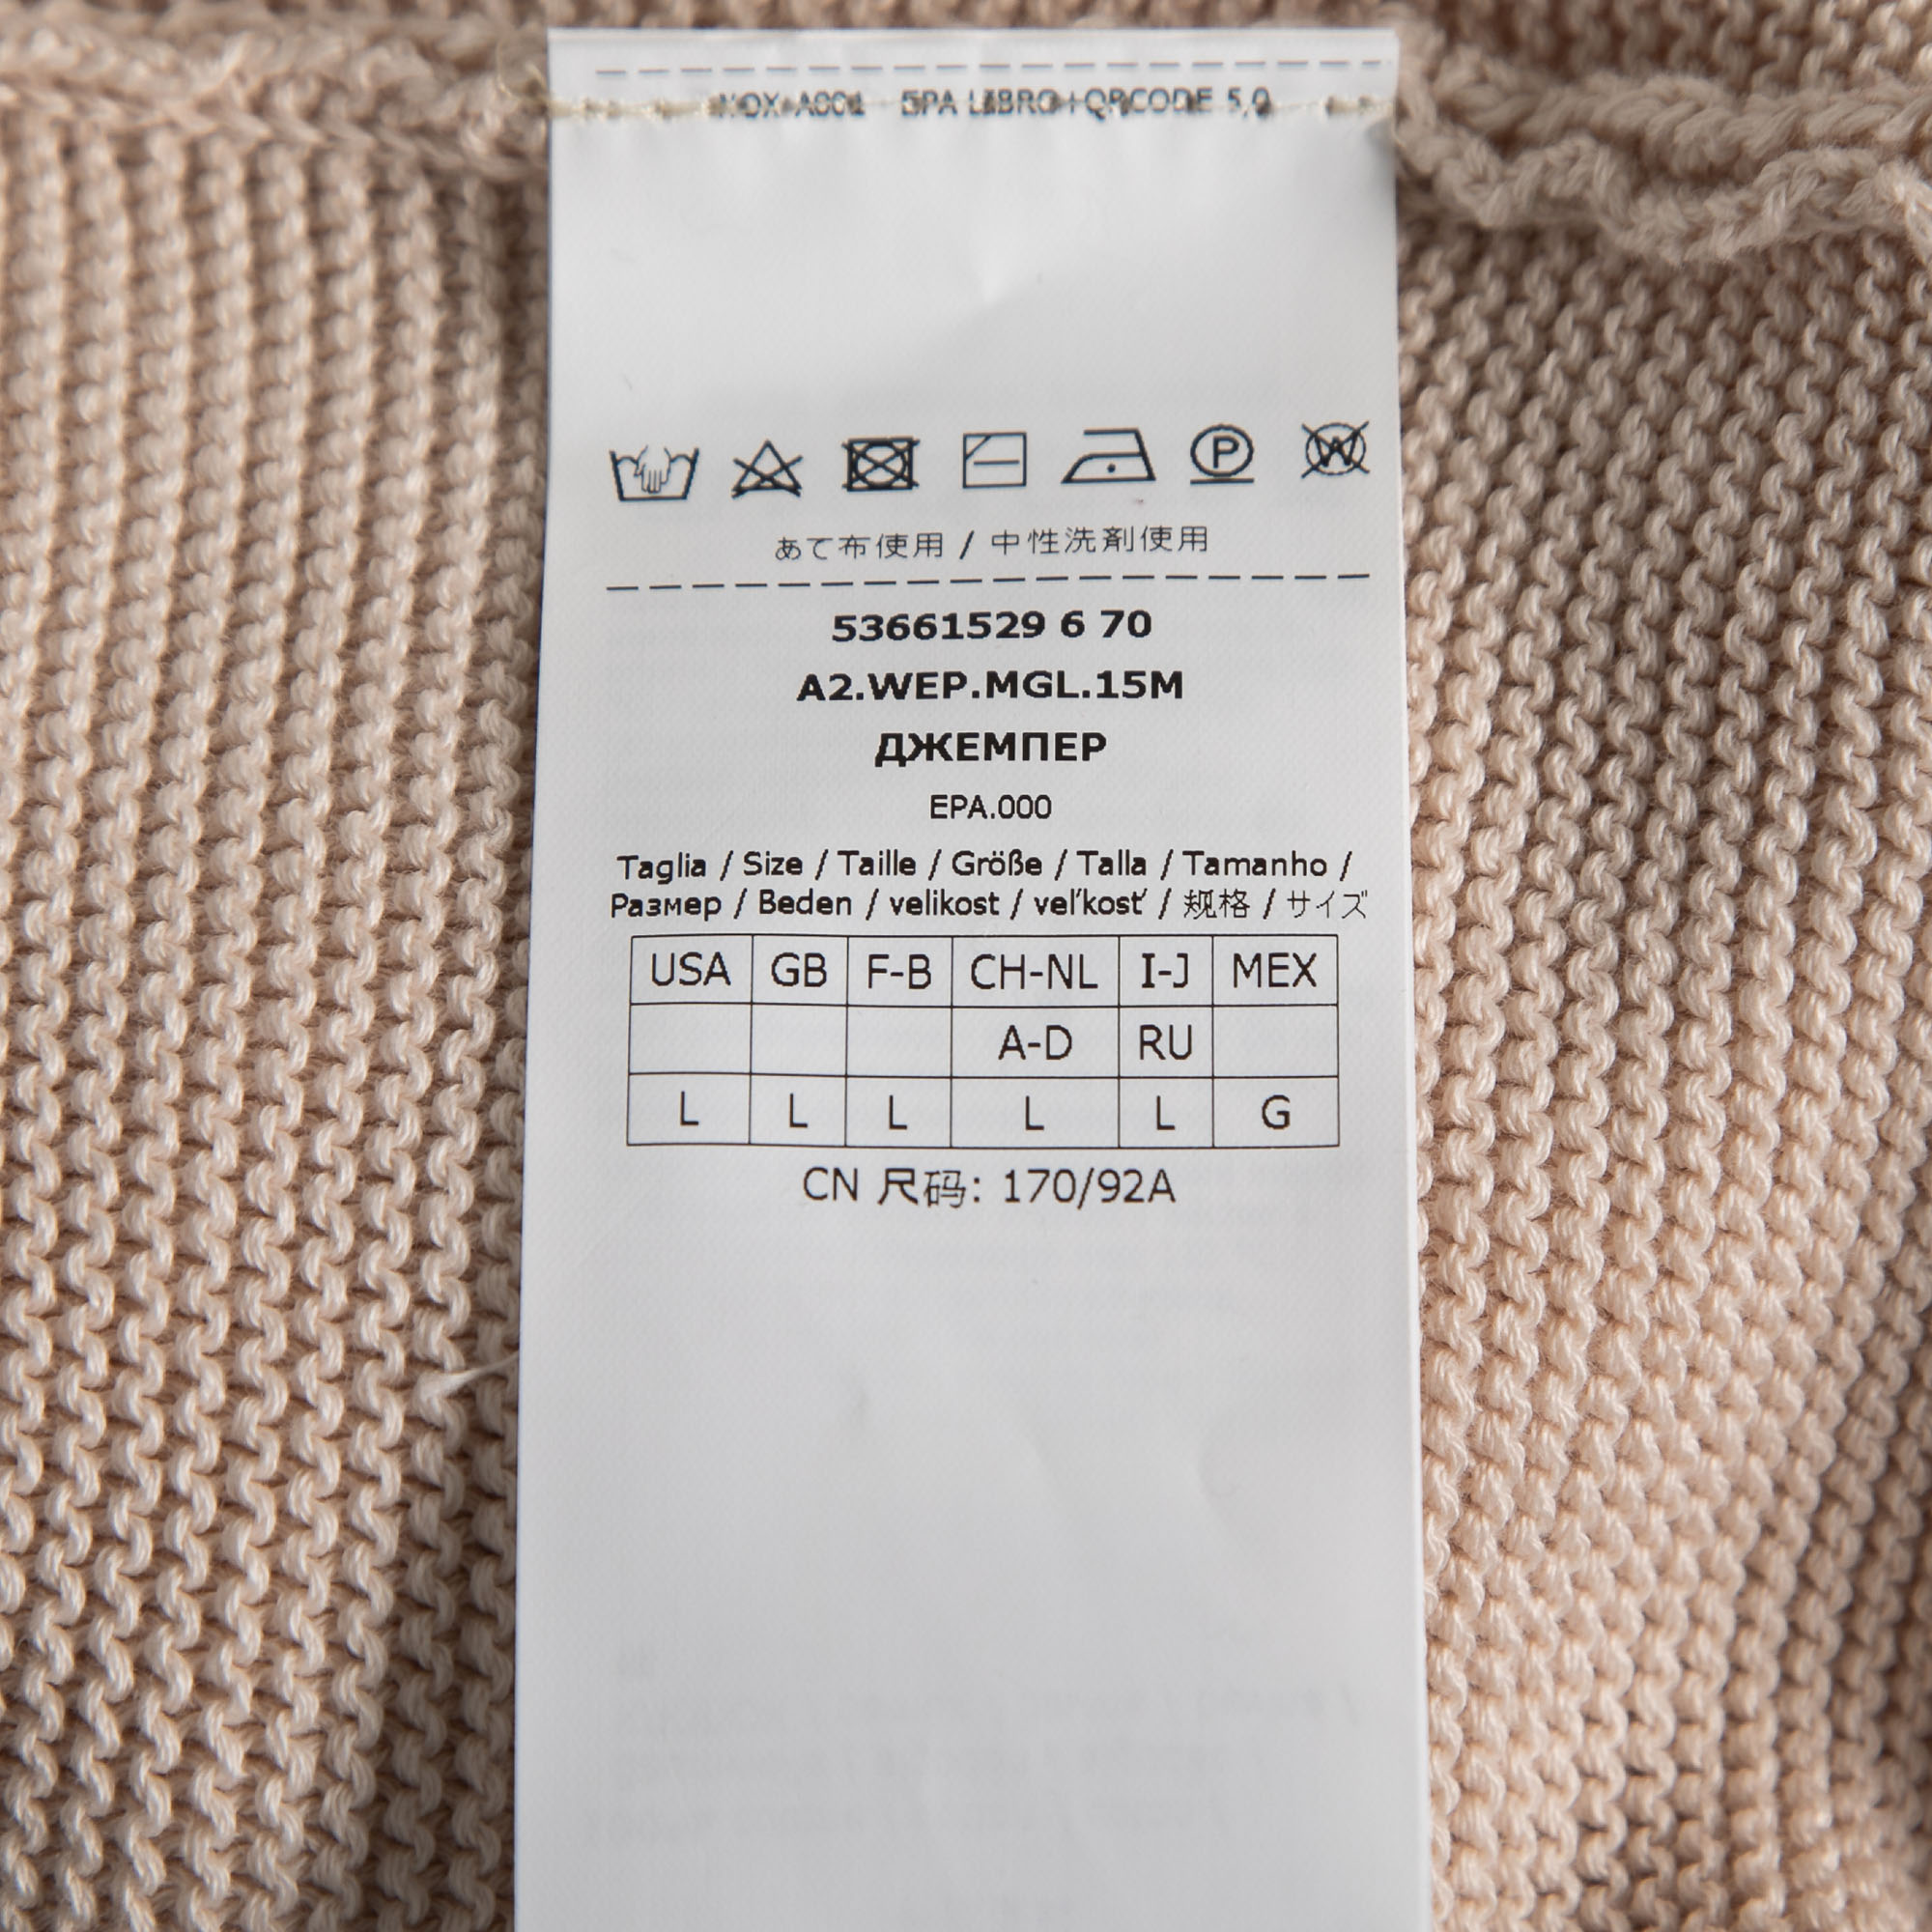 QRCODE 5.0
P
W
あて布使用 / 中性洗剤使用
53661529 6 70
A2.WEP.MGL.15M
ДЖЕМПЕР
EPA.000
Taglia / Size / Taille / Größe / Talla / Tamanho /
Размер / Beden / velikost / veľkosť / 规格 / サイズ
USA GB F-B CH-NL I-J MEX
A-D RU
L L L L L G
CN 尺码: 170/92A